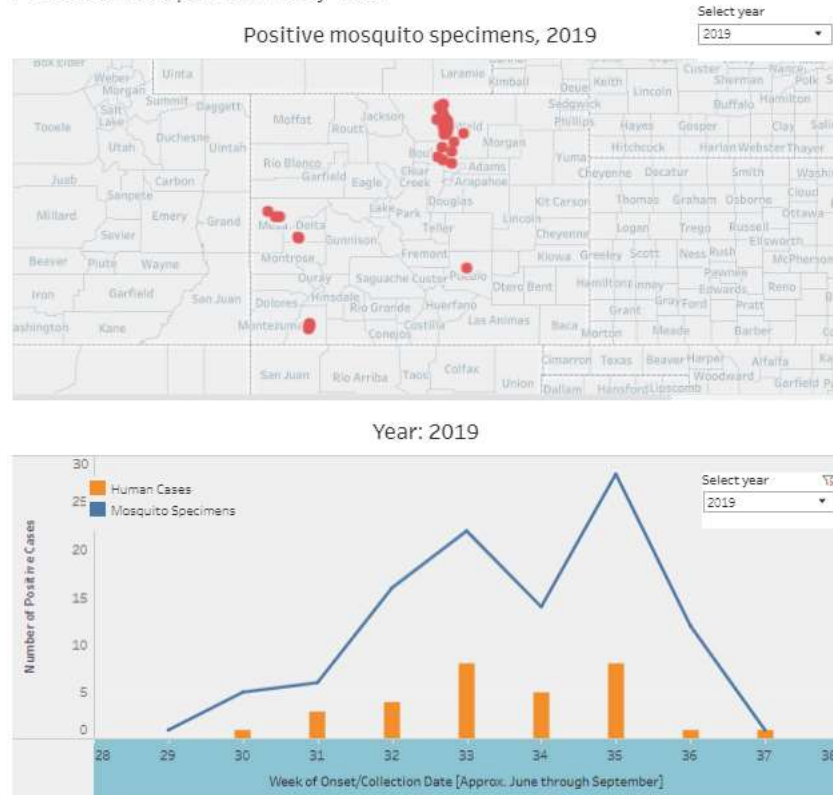 Select year
Positive mosquito specimens, 2019
2019
Box Elder
Weber
Morgan
Uinta
Laramie
Kimball
Deuel
Keith
Lincoln
Custer
Sherman
Nance
Polk
Salt
Lake
Summit
Daggett
Tooele
Utah
Duchesne
Uintah
Moffat
Routt
Jackson
Weld
Morgan
Sedgwick
Phillips
Yuma
Hayes
Gosper
Buffalo
Hamilton
Clay
Hitchcock
Harlan
Webster
Thayer
Rio Blanco
Garfield
Eagle
Clear
Creek
Adams
Arapahoe
Cheyenne
Decatur
Smith
Juab
Carbon
Sanpete
Millard
Emery
Grand
Sevier
Lake
Park
Douglas
Teller
Lincoln
Kit Carson
Cheyenne
Thomas
Graham
Osborne
Cloud
Ottawa
Logan
Trego
Russell
Ellsworth
Mesa
Delta
Gunnison
Montrose
Fremont
Kiowa
Greeley
Scott
Ness
Rush
McPherson
Beaver
Piute
Wayne
Ouray
Saguache
Custer
Pueblo
Otero
Bent
Hamilton
Finney
Pawnee
Edwards
Reno
Iron
Garfield
San Juan
Dolores
Hinsdale
Rio Grande
Huerfano
Grant
Gray
Ford
Pratt
Kane
Montezuma
Conejos
Costilla
Las Animas
Baca
Morton
Meade
Barber
San Juan
Rio Arriba
Taos
Colfax
Union
Cimarron
Texas
Beaver
Harper
Woodward
Alfalfa
Dallam
Hansford
Lipscomb
Garfield
Year: 2019
Human Cases
Mosquito Specimens
Select year
2019
Number of Positive Cases
30
25
20
15
10
5
0
28 29 30 31 32 33 34 35 36 37 38
Week of Onset/Collection Date [Approx. June through September]